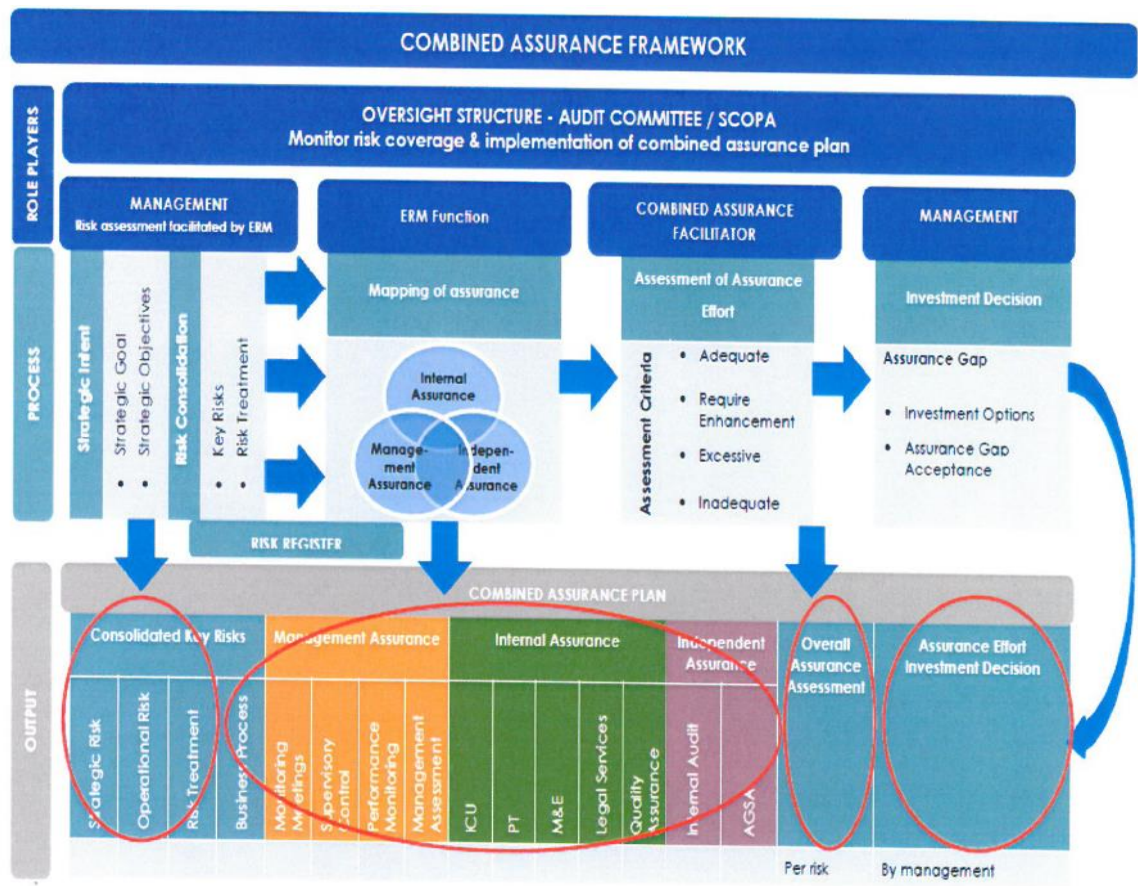 COMBINED ASSURANCE FRAMEWORK
ROLE PLAYERS
OVERSIGHT STRUCTURE - AUDIT COMMITTEE / SCOPA
Monitor risk coverage & implementation of combined assurance plan
MANAGEMENT
Risk assessment facilitated by ERM
ERM Function
COMBINED ASSURANCE
FACILITATOR
MANAGEMENT
PROCESS
Strategic Intent
• Strategic Goal
• Strategic Objectives
Risk Consolidation
• Key Risks
• Risk Treatment
Mapping of assurance
Internal
Assurance
Manage-
ment
Assurance
Indepen-
dent
Assurance
Assessment of Assurance
Effort
Assessment Criteria
• Adequate
• Require
Enhancement
• Excessive
• Inadequate
Investment Decision
Assurance Gap
• Investment Options
• Assurance Gap
Acceptance
RISK REGISTER
OUTPUT
COMBINED ASSURANCE PLAN
Consolidated Key Risks
Strategic Risk
Operational Risk
Risk Treatment
Business Process
Management Assurance
Monitoring
Meetings
Supervisory
Control
Performance
Monitoring
Management
Assessment
Internal Assurance
ICU
PT
M&E
Legal Services
Quality
Assurance
Independent
Assurance
Internal Audit
AGSA
Overall
Assurance
Assessment
Per risk
Assurance Effort
Investment Decision
By management